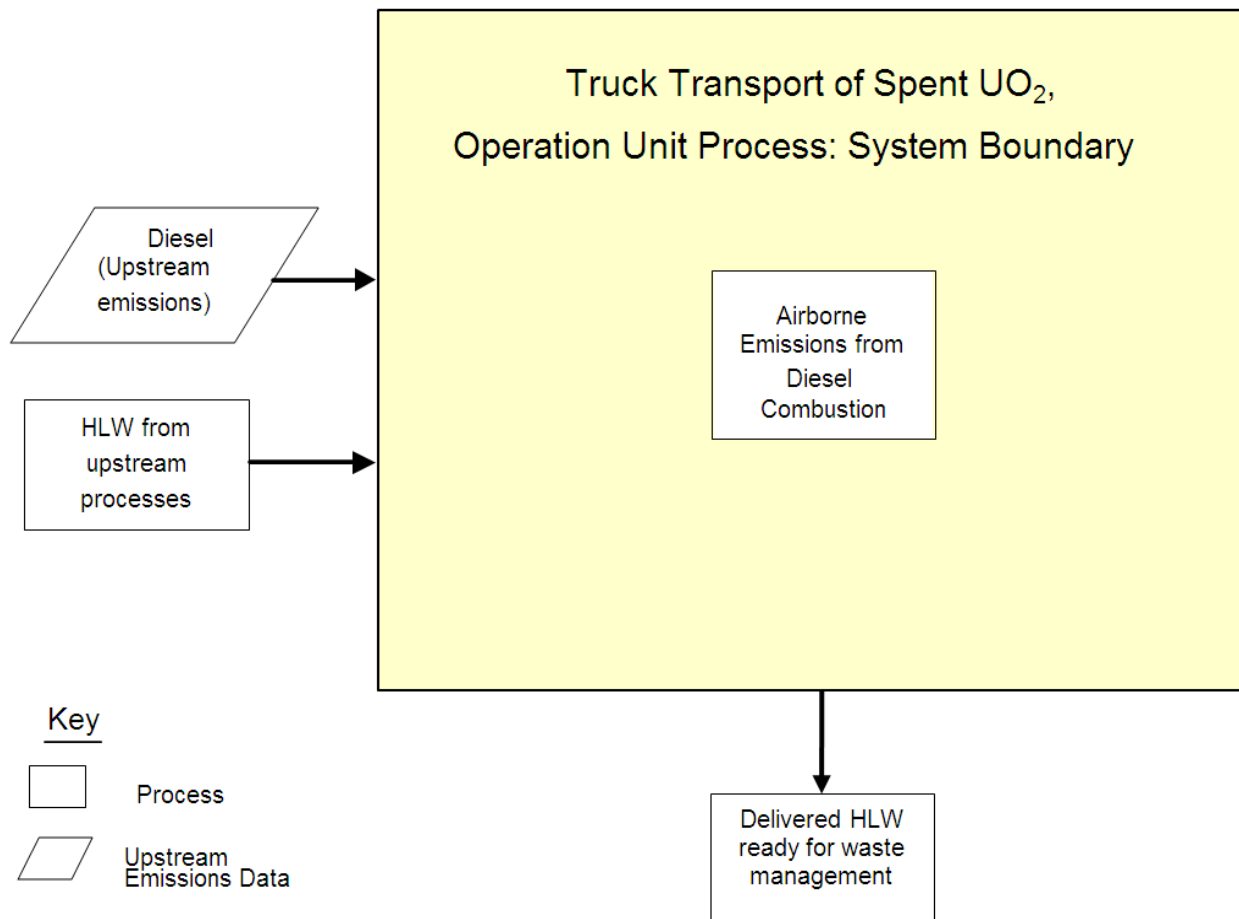 Truck Transport of Spent UO₂,
Operation Unit Process: System Boundary
Diesel
(Upstream
emissions)
Airborne
Emissions from
Diesel
Combustion
HLW from
upstream
processes
Key
Process
Upstream
Emissions Data
Delivered HLW
ready for waste
management